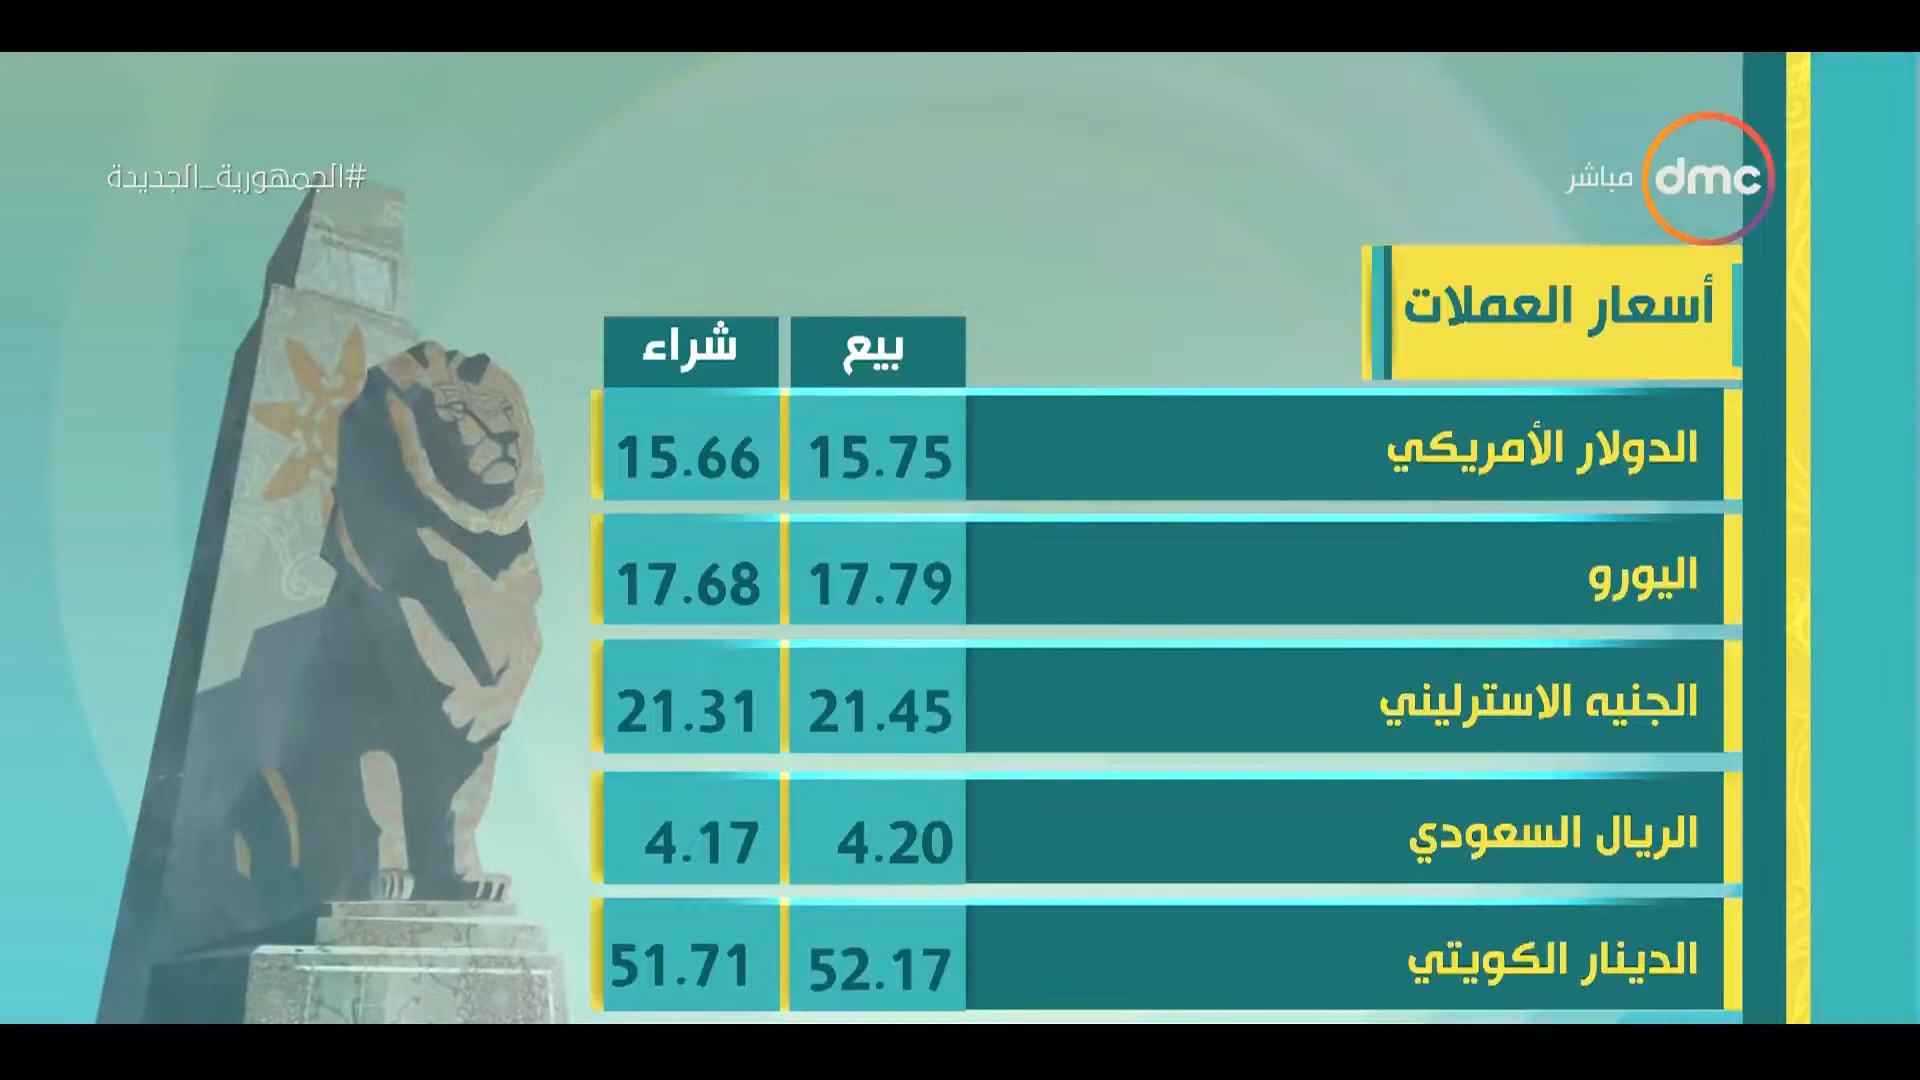 dmc مباشر
#الجمهورية_الجديدة
أسعار العملات
بيع شراء
الدولار الأمريكي 15.75 15.66
اليورو 17.79 17.68
الجنيه الاسترليني 21.45 21.31
الريال السعودي 4.20 4.17
الدينار الكويتي 52.17 51.71